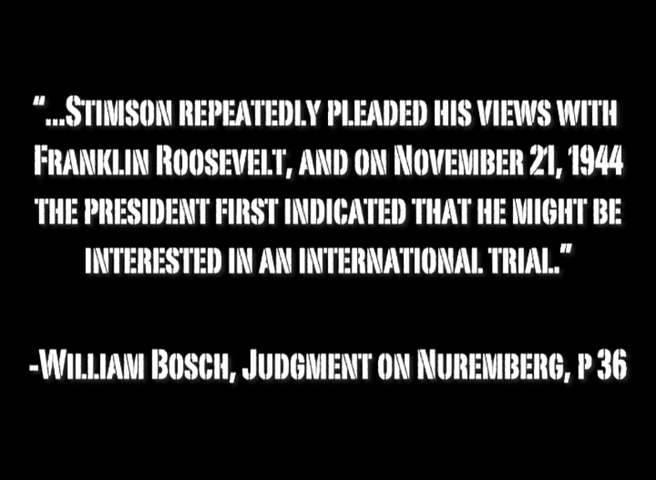 “...Stimson repeatedly pleaded his views with
Franklin Roosevelt, and on November 21, 1944
the president first indicated that he might be
interested in an international trial.”
-William Bosch, Judgment on Nuremberg, p 36